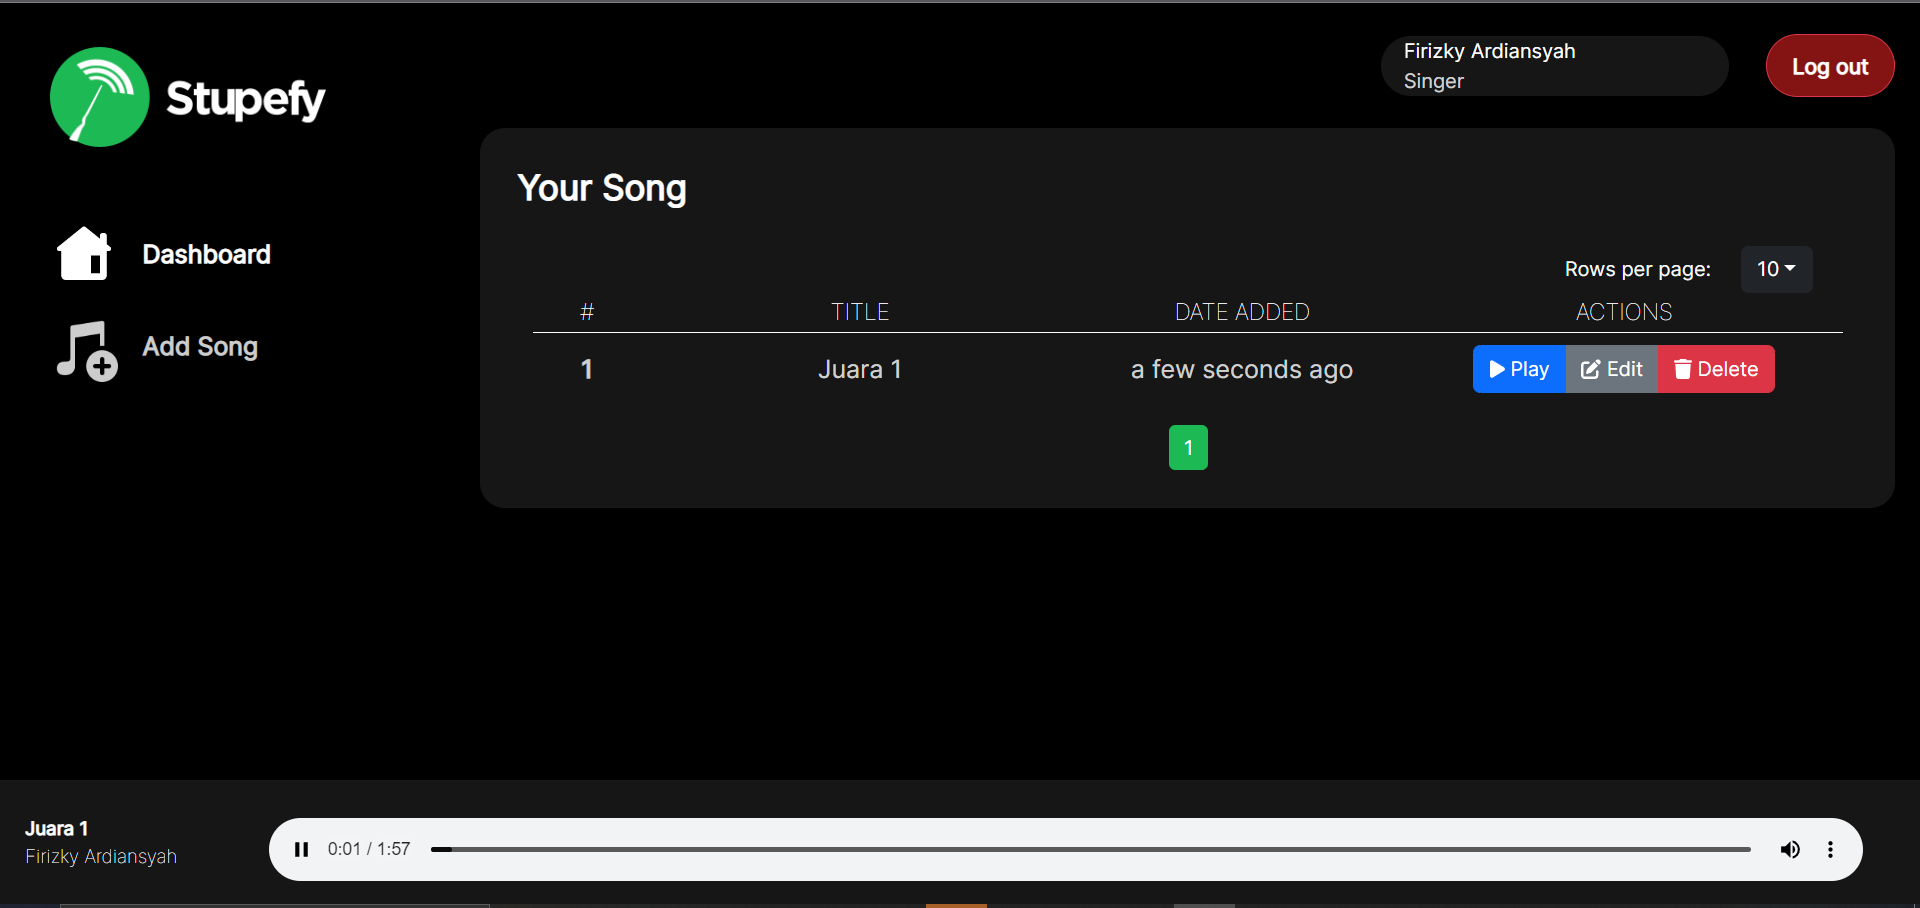 Stupefy
Firizky Ardiansyah
Singer
Log out
Dashboard
Add Song
Your Song
Rows per page: 10
# TITLE DATE ADDED ACTIONS
1 Juara 1 a few seconds ago Play Edit Delete
1
Juara 1
Firizky Ardiansyah
0:01 / 1:57